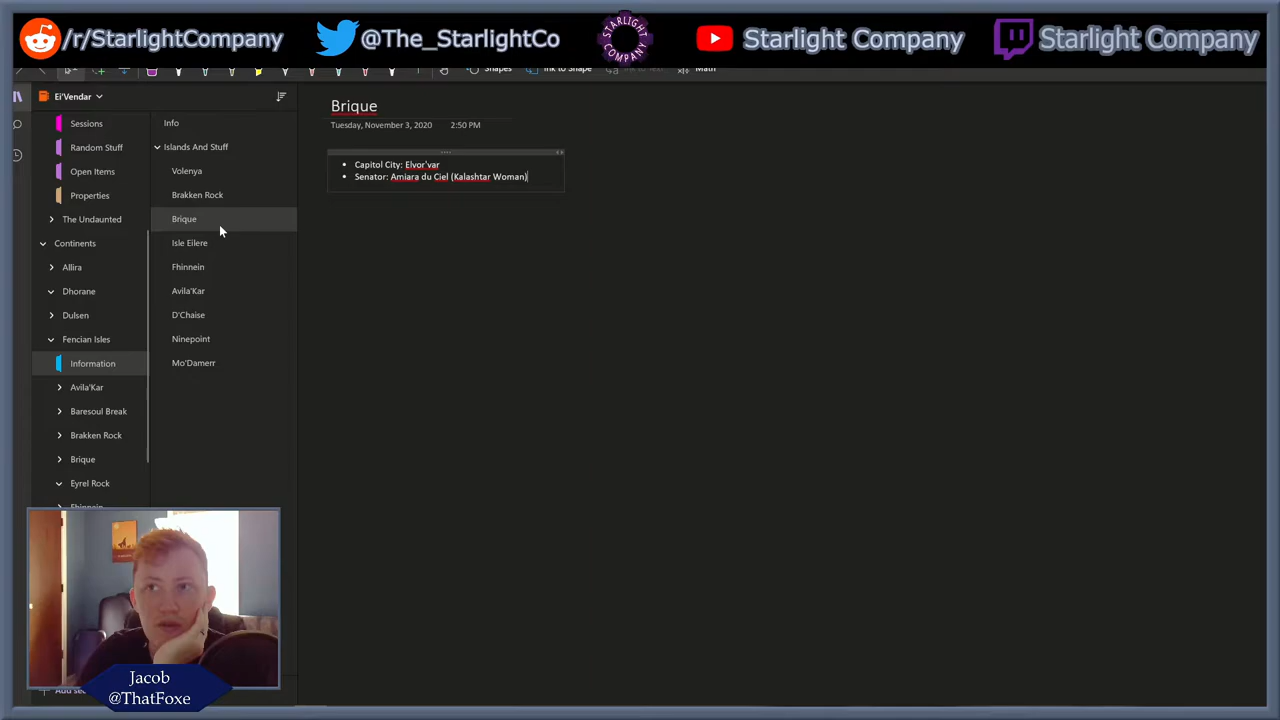 /r/StarlightCompany
@The_StarlightCo
STARLIGHT COMPANY
Starlight Company
Starlight Company
Shapes
Ink to Shape
Math
Ei'Vendar
Sessions
Random Stuff
Open Items
Properties
The Undaunted
Continents
Allira
Dhorane
Dulsen
Fencian Isles
Information
Avila'Kar
Baresoul Break
Brakken Rock
Brique
Eyrel Rock
Fhinnein
Info
Islands And Stuff
Volenya
Brakken Rock
Brique
Isle Eilere
Fhinnein
Avila'Kar
D'Chaise
Ninepoint
Mo'Damerr
Brique
Tuesday, November 3, 2020 2:50 PM
• Capitol City: Elvor'var
• Senator: Amiara du Ciel (Kalashtar Woman)
Jacob
@ThatFoxe